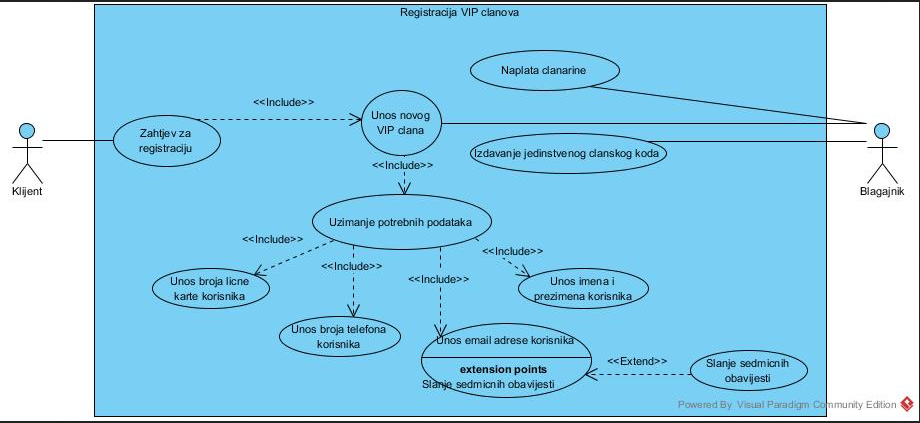 Registracija VIP clanova
Naplata clanarine
<<Include>>
Unos novog
VIP clana
Zahtjev za
registraciju
Izdavanje jedinstvenog clanskog koda
<<Include>>
Klijent
Blagajnik
Uzimanje potrebnih podataka
<<Include>>
<<Include>>
<<Include>>
<<Include>>
Unos broja licne
karte korisnika
Unos imena i
prezimena korisnika
Unos broja telefona
korisnika
Unos email adrese korisnika
extension points
Slanje sedmicnih obavijesti
<<Extend>>
Slanje sedmicnih
obavijesti
Powered By Visual Paradigm Community Edition